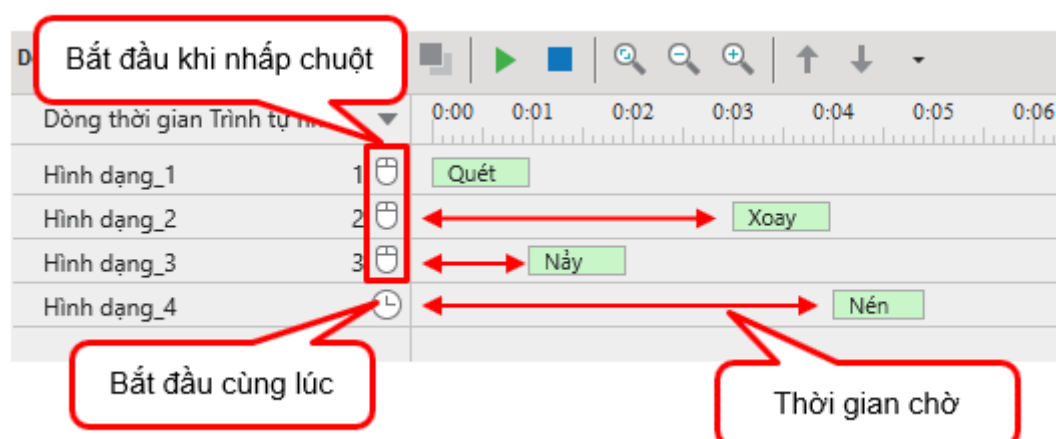 Bắt đầu khi nhấp chuột
Dòng thời gian Trình tự
0:00 0:01 0:02 0:03 0:04 0:05 0:06
Hình dạng_1 1 Quét
Hình dạng_2 2 Xoay
Hình dạng_3 3 Nảy
Hình dạng_4 Nén
Bắt đầu cùng lúc
Thời gian chờ